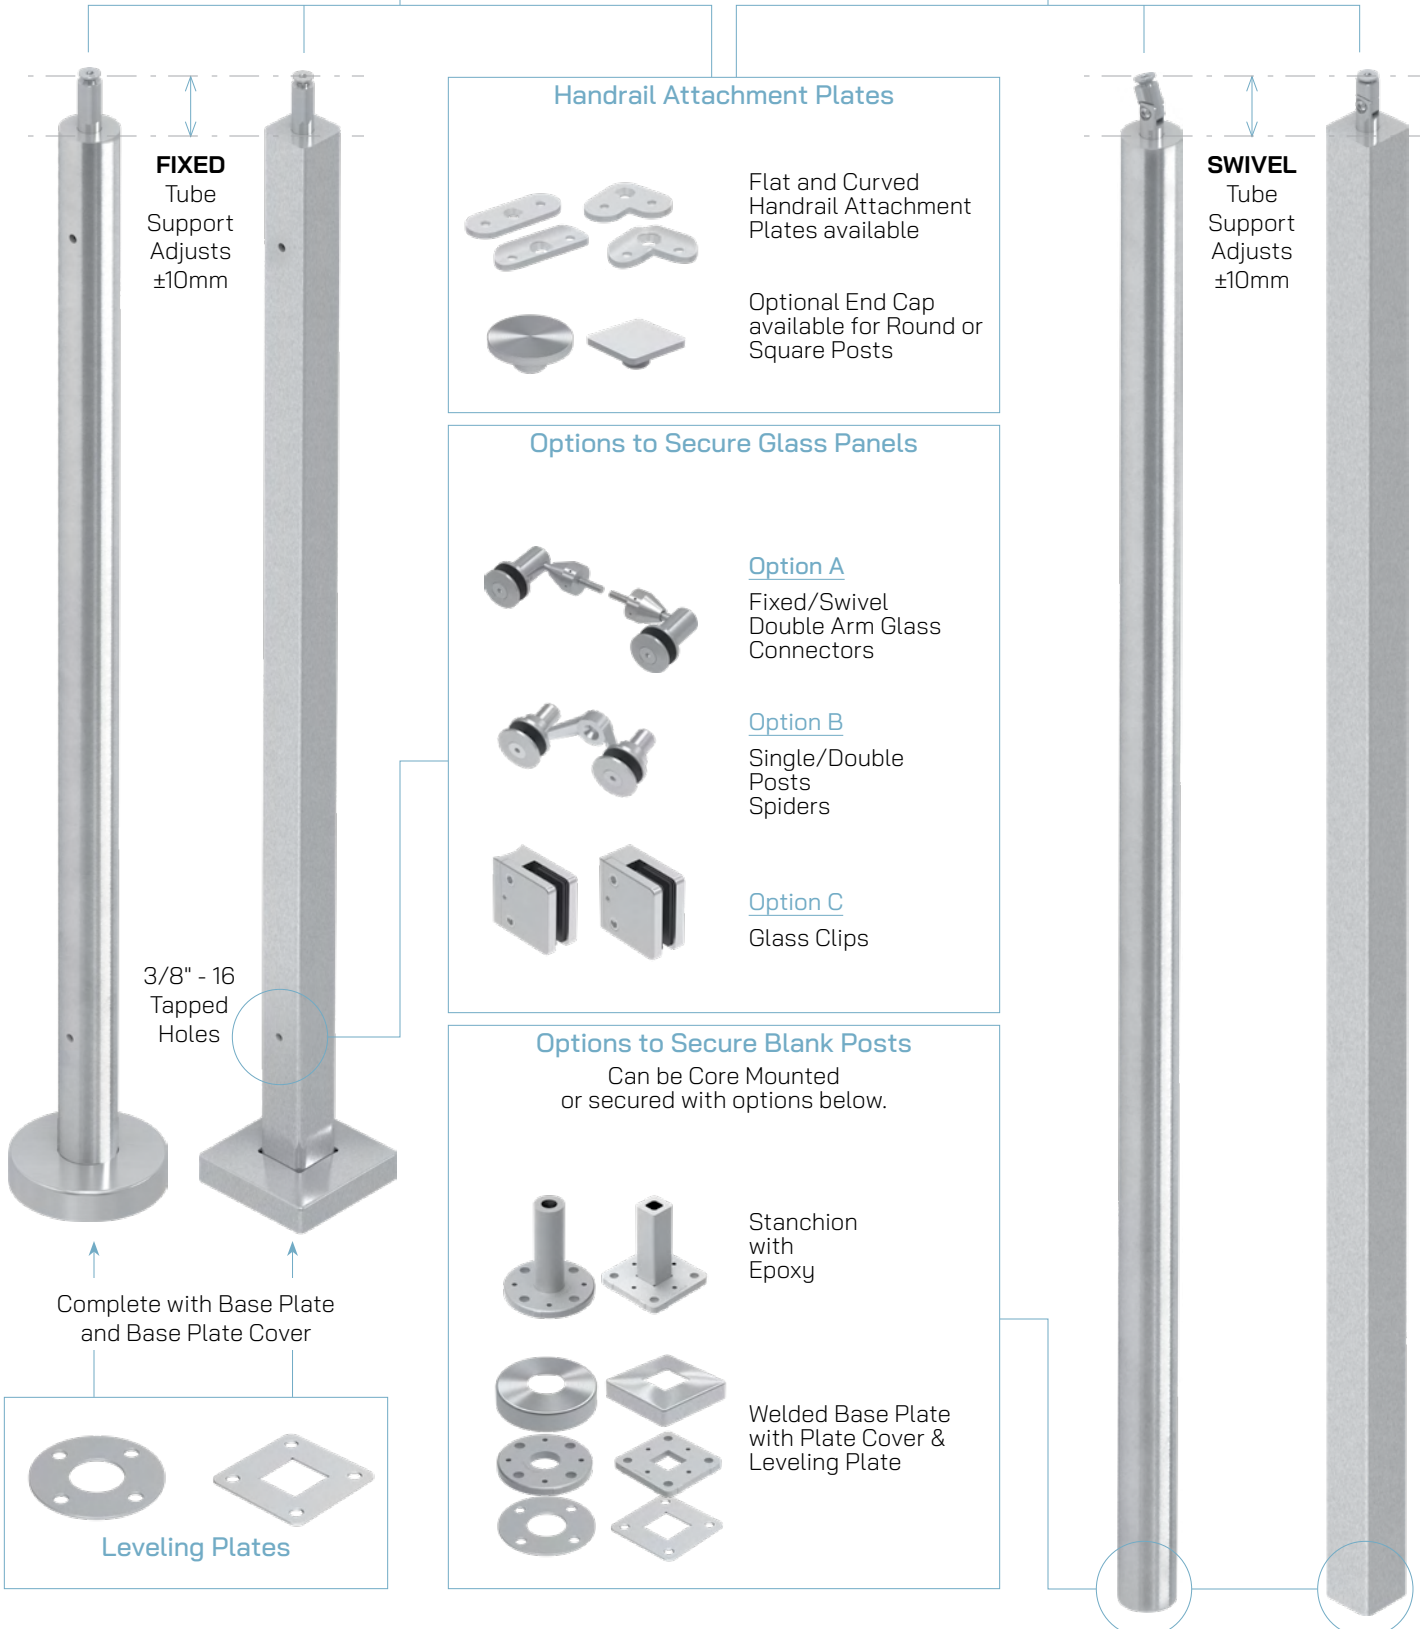 Handrail Attachment Plates
FIXED
Tube
Support
Adjusts
±10mm
Flat and Curved
Handrail Attachment
Plates available
Optional End Cap
available for Round or
Square Posts
SWIVEL
Tube
Support
Adjusts
±10mm
Options to Secure Glass Panels
Option A
Fixed/Swivel
Double Arm Glass
Connectors
Option B
Single/Double
Posts
Spiders
Option C
Glass Clips
3/8" - 16
Tapped
Holes
Options to Secure Blank Posts
Can be Core Mounted
or secured with options below.
Stanchion
with
Epoxy
Welded Base Plate
with Plate Cover &
Leveling Plate
Complete with Base Plate
and Base Plate Cover
Leveling Plates